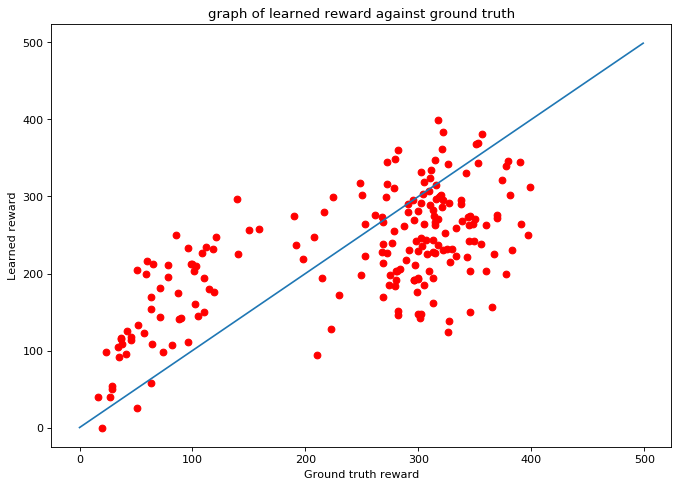 graph of learned reward against ground truth
Learned reward
500
400
300
200
100
0
0 100 200 300 400 500
Ground truth reward